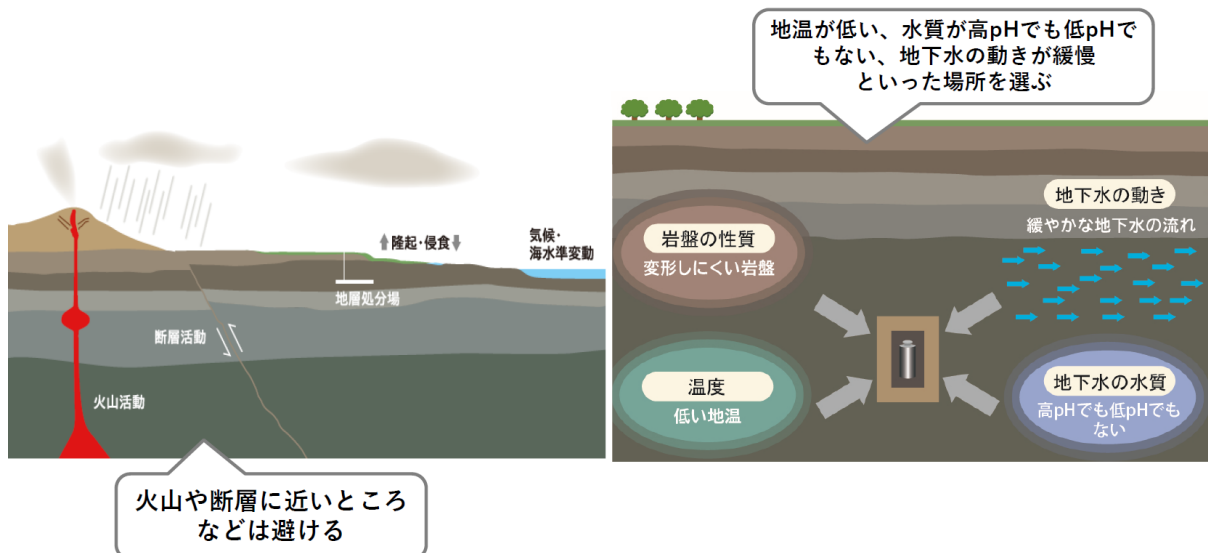 地温が低い、水質が高pHでも低pHで
もない、地下水の動きが緩慢
といった場所を選ぶ
隆起・侵食
気候・
海水準変動
地層処分場
断層活動
火山活動
火山や断層に近いところ
などは避ける
岩盤の性質
変形しにくい岩盤
地下水の動き
緩やかな地下水の流れ
温度
低い地温
地下水の水質
高pHでも低pHでも
ない